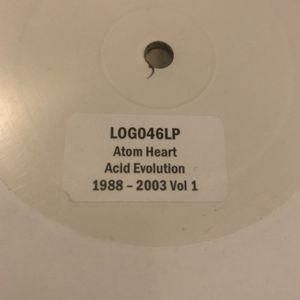 LOG046LP
Atom Heart
Acid Evolution
1988 – 2003 Vol 1